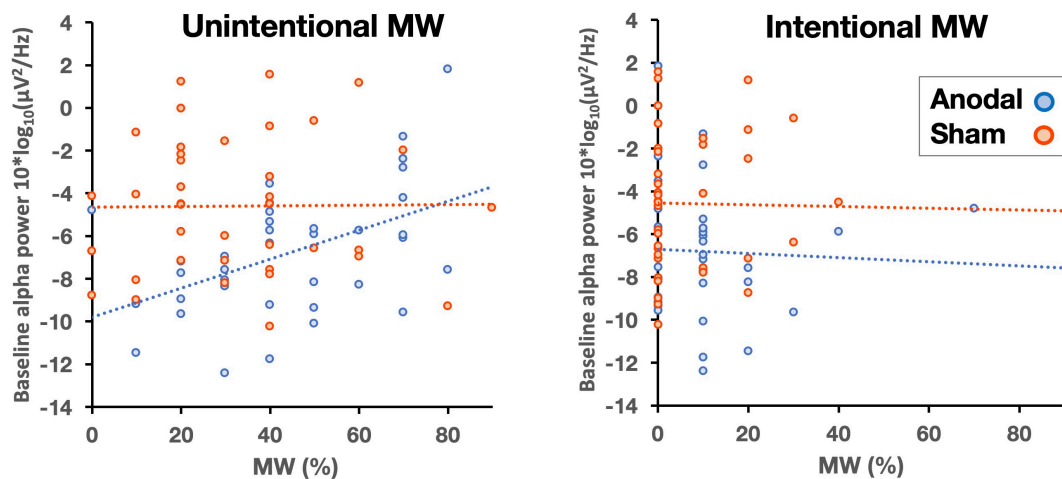 Unintentional MW
Baseline alpha power 10*log₁₀(µV²/Hz)
4
2
0
-2
-4
-6
-8
-10
-12
-14
0 20 40 60 80
MW (%)
Intentional MW
Baseline alpha power 10*log₁₀(µV²/Hz)
4
2
0
-2
-4
-6
-8
-10
-12
-14
0 20 40 60 80
MW (%)
Anodal
Sham